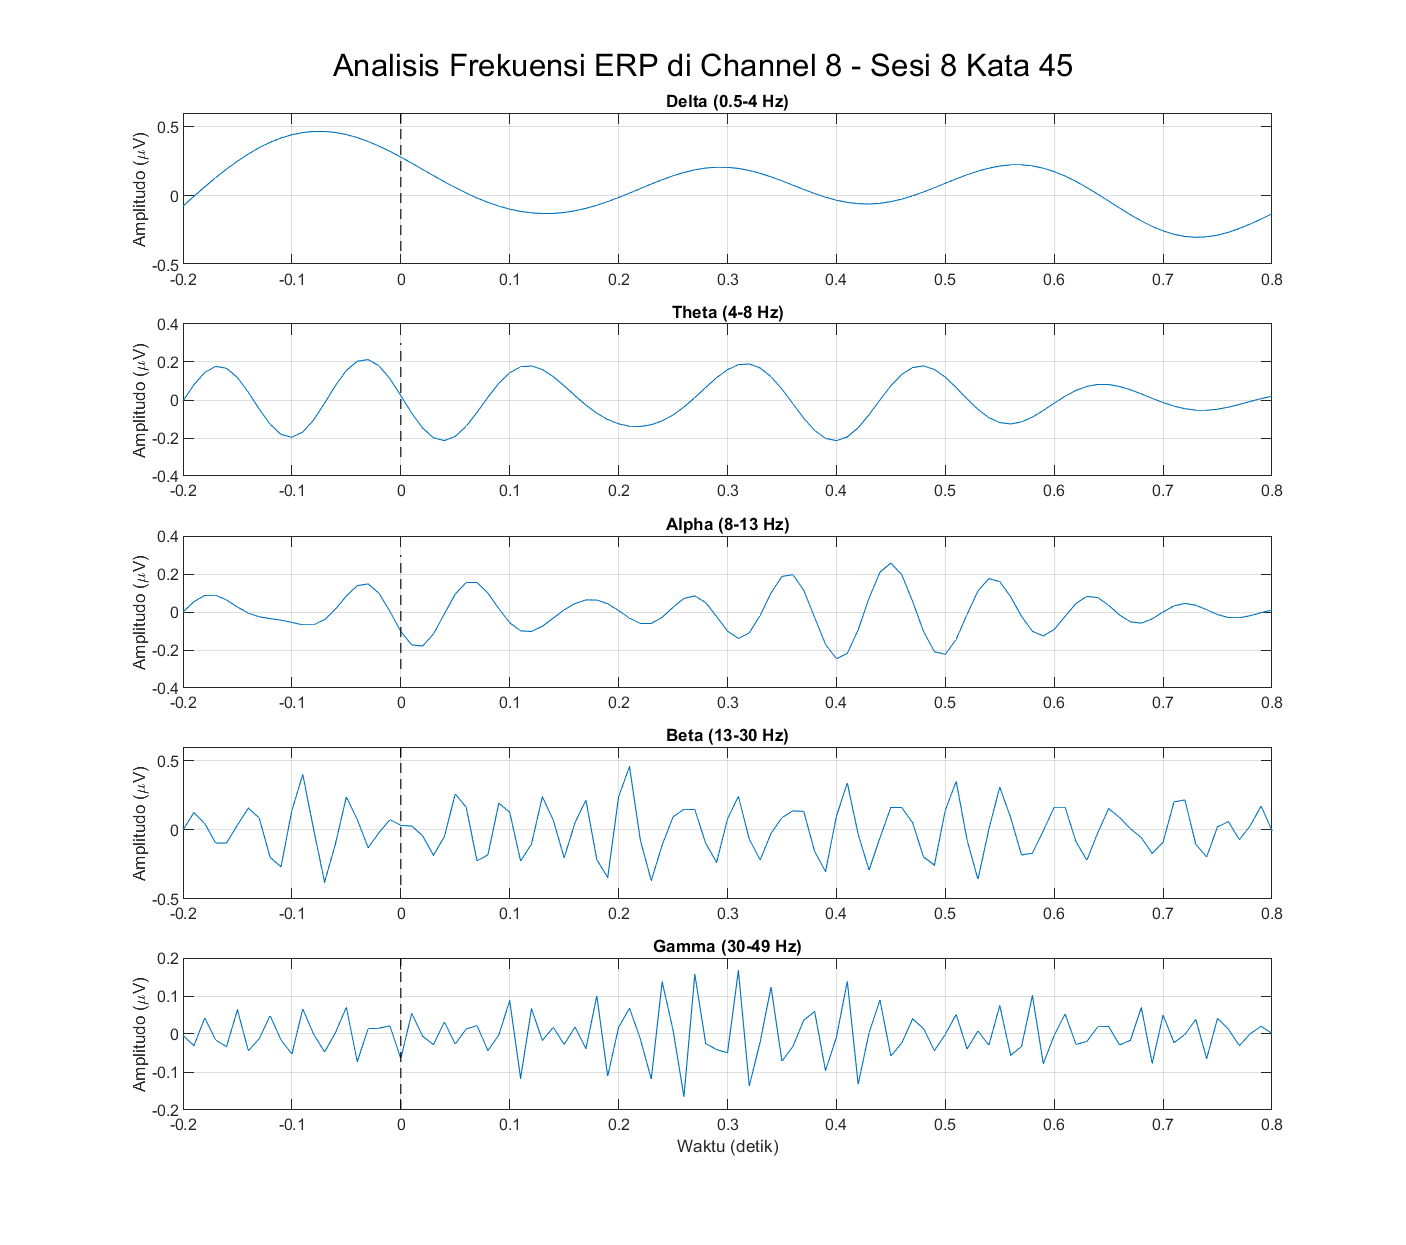 Analisis Frekuensi ERP di Channel 8 - Sesi 8 Kata 45
Delta (0.5-4 Hz)
Amplitudo (μV)
0.5
0
-0.5
-0.2 -0.1 0 0.1 0.2 0.3 0.4 0.5 0.6 0.7 0.8
Theta (4-8 Hz)
Amplitudo (μV)
0.4
0.2
0
-0.2
-0.4
-0.2 -0.1 0 0.1 0.2 0.3 0.4 0.5 0.6 0.7 0.8
Alpha (8-13 Hz)
Amplitudo (μV)
0.4
0.2
0
-0.2
-0.4
-0.2 -0.1 0 0.1 0.2 0.3 0.4 0.5 0.6 0.7 0.8
Beta (13-30 Hz)
Amplitudo (μV)
0.5
0
-0.5
-0.2 -0.1 0 0.1 0.2 0.3 0.4 0.5 0.6 0.7 0.8
Gamma (30-49 Hz)
Amplitudo (μV)
0.2
0.1
0
-0.1
-0.2
-0.2 -0.1 0 0.1 0.2 0.3 0.4 0.5 0.6 0.7 0.8
Waktu (detik)